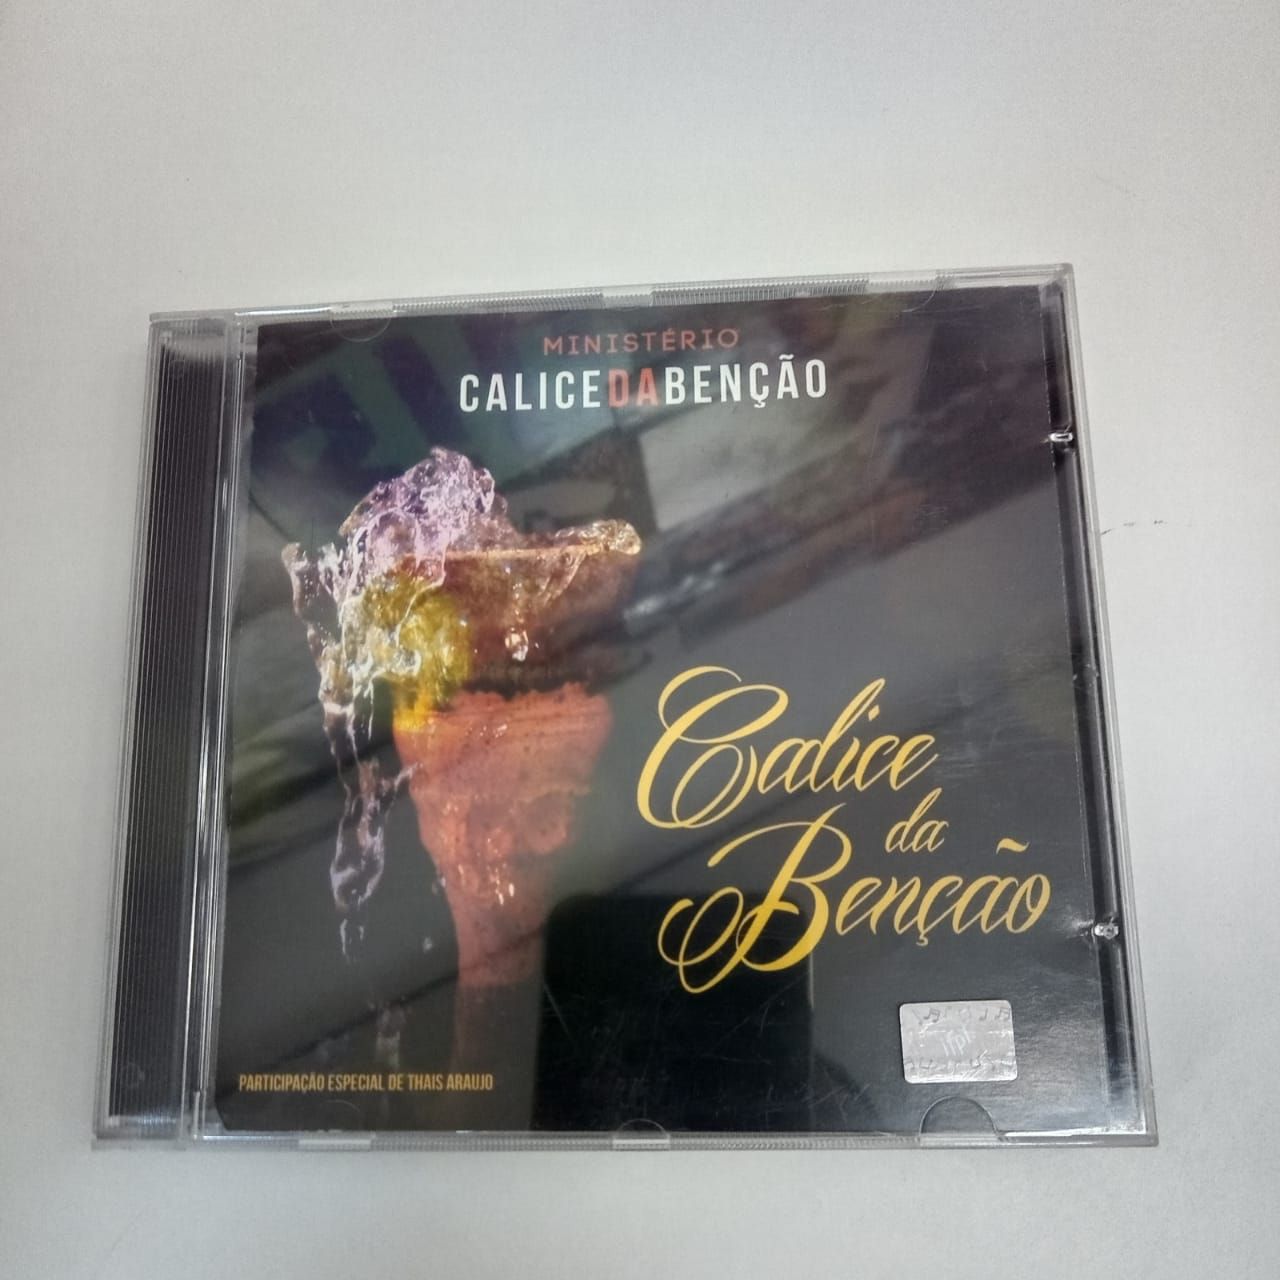 MINISTÉRIO
CALICEDABENÇÃO
Calice
da
Benção
PARTICIPAÇÃO ESPECIAL DE THAIS ARAUJO